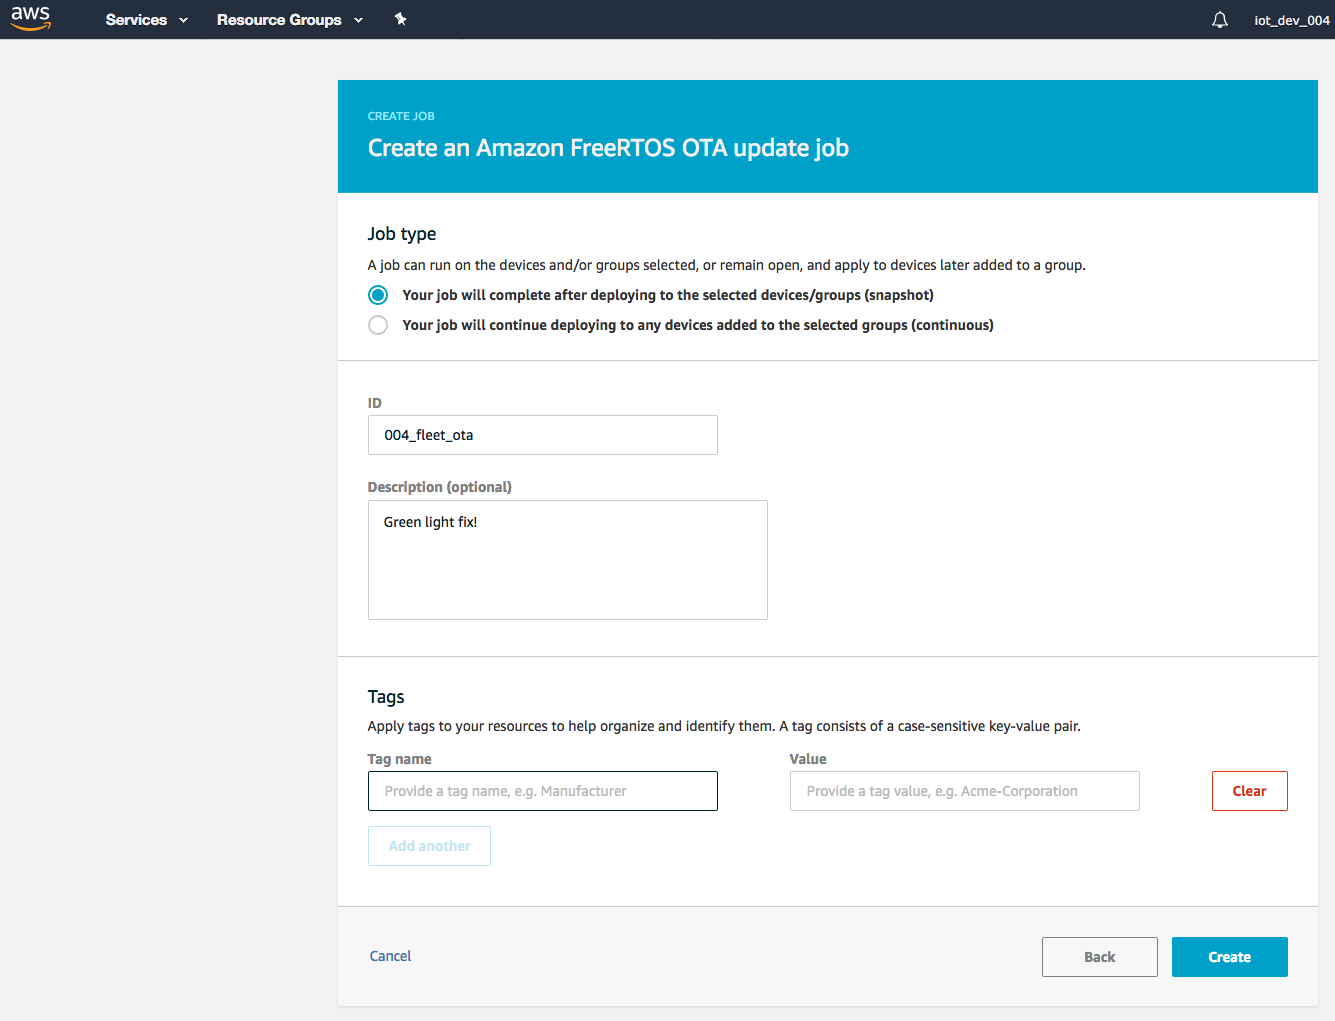 aws Services Resource Groups iot_dev_004
CREATE JOB
Create an Amazon FreeRTOS OTA update job
Job type
A job can run on the devices and/or groups selected, or remain open, and apply to devices later added to a group.
Your job will complete after deploying to the selected devices/groups (snapshot)
Your job will continue deploying to any devices added to the selected groups (continuous)
ID
004_fleet_ota
Description (optional)
Green light fix!
Tags
Apply tags to your resources to help organize and identify them. A tag consists of a case-sensitive key-value pair.
Tag name Value
Provide a tag name, e.g. Manufacturer Provide a tag value, e.g. Acme-Corporation Clear
Add another
Cancel Back Create